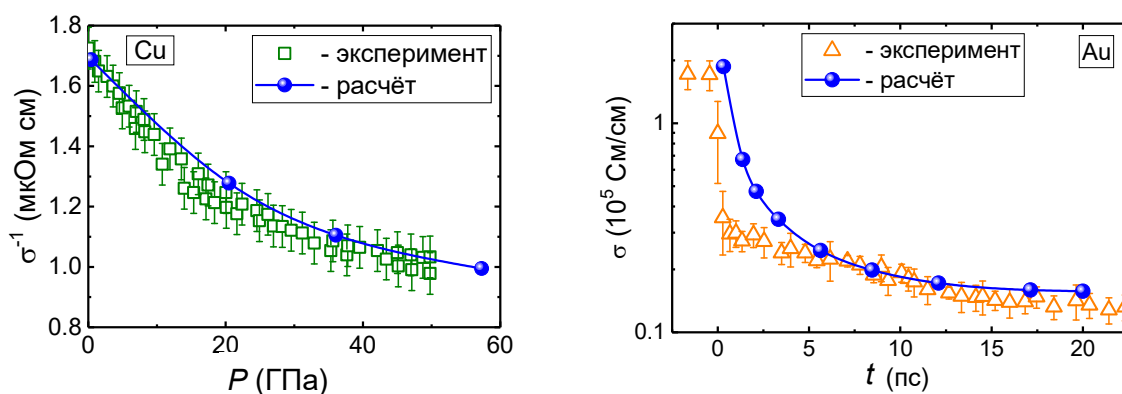 Cu
- эксперимент
- расчёт
σ⁻¹ (мкОм см)
1.8
1.6
1.4
1.2
1.0
0.8
0 20 40 60
P (ГПа)
Au
- эксперимент
- расчёт
σ (10⁵ См/см)
1
0.1
0 5 10 15 20
t (пс)